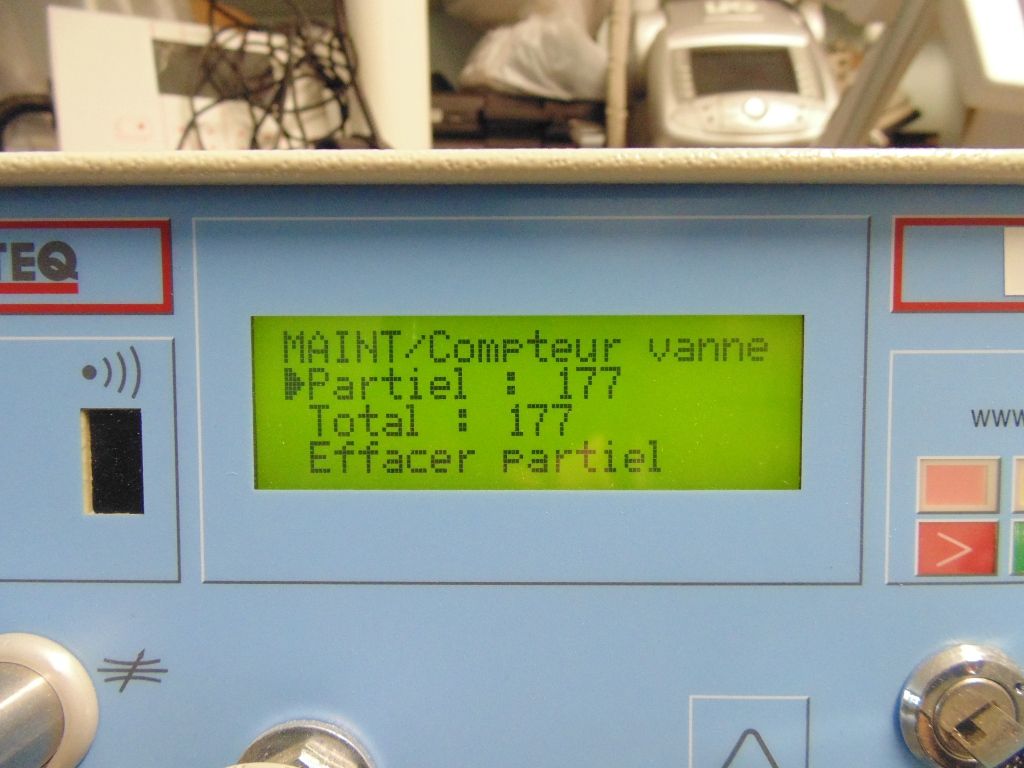 TEQ
MAINT/Compteur vanne
Partiel : 177
Total : 177
Effacer partiel
www
>